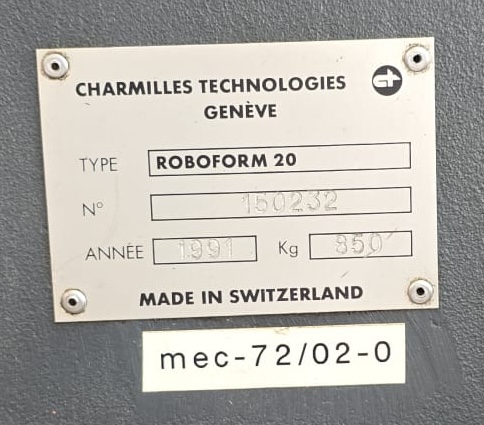 CHARMILLES TECHNOLOGIES
GENÈVE
TYPE ROBOFORM 20
N° 150232
ANNÉE 1991 Kg 850
MADE IN SWITZERLAND
mec-72/02-0